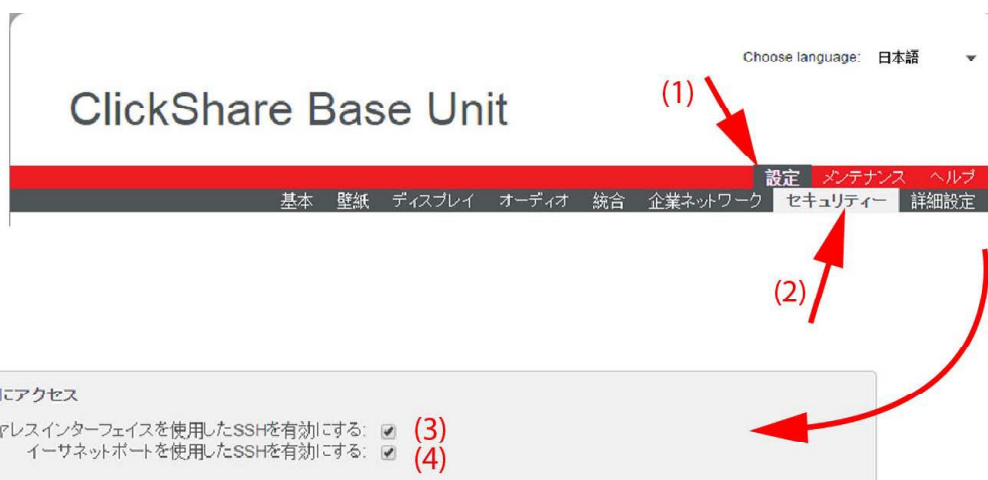 Choose language: 日本語
ClickShare Base Unit
(1)
設定 メンテナンス ヘルプ
基本 壁紙 ディスプレイ オーディオ 統合 企業ネットワーク セキュリティー 詳細設定
(2)
にアクセス
レスインターフェイスを使用したSSHを有効にする: (3)
イーサネットポートを使用したSSHを有効にする: (4)